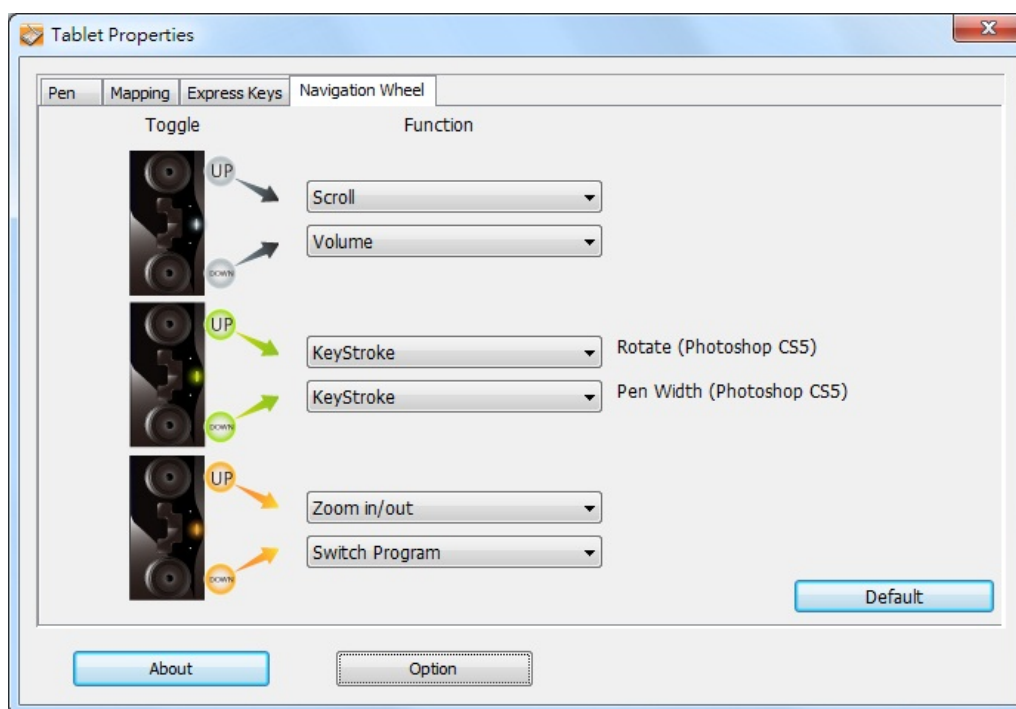 Tablet Properties
Pen Mapping Express Keys Navigation Wheel
Toggle Function
UP
Scroll
Volume
DOWN
UP
KeyStroke Rotate (Photoshop CS5)
KeyStroke Pen Width (Photoshop CS5)
DOWN
UP
Zoom in/out
Switch Program
DOWN
Default
About Option